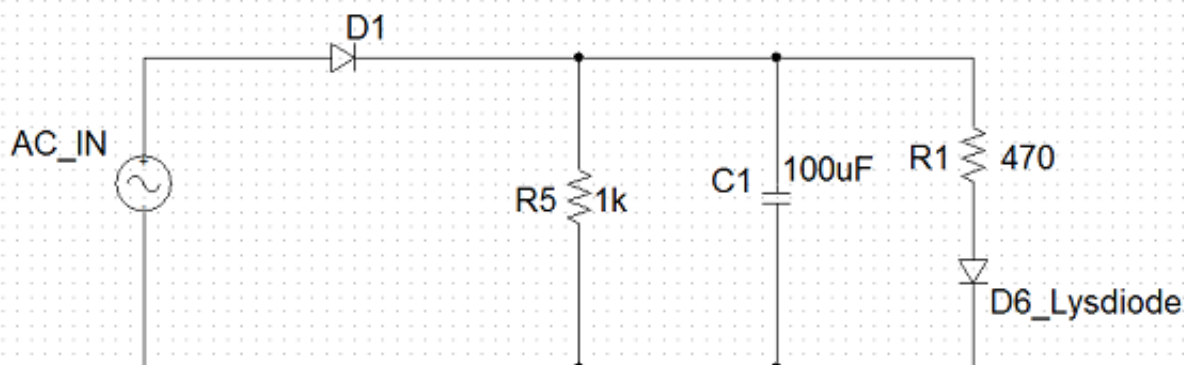 D1
AC_IN
R5
1k
C1
100uF
R1
470
D6_Lysdiode